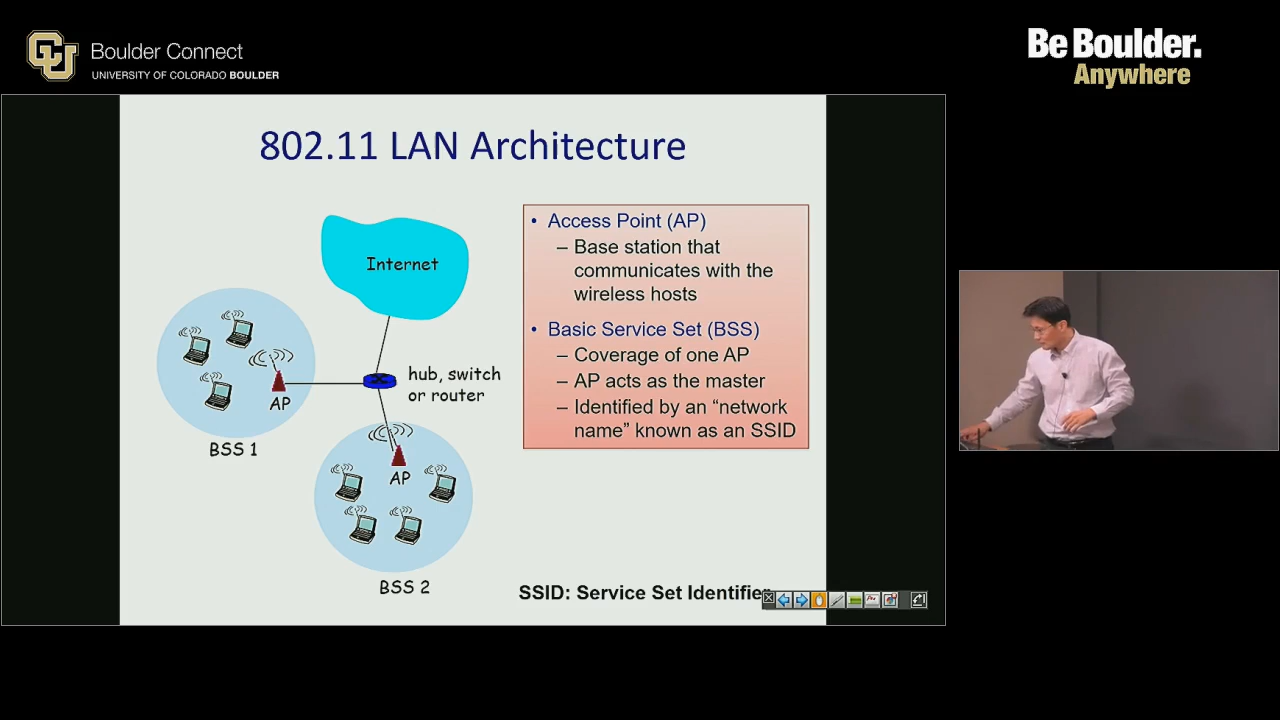 Boulder Connect
UNIVERSITY OF COLORADO BOULDER
Be Boulder.
Anywhere
802.11 LAN Architecture
Internet
hub, switch
or router
AP
BSS 1
AP
BSS 2
• Access Point (AP)
– Base station that
communicates with the
wireless hosts
• Basic Service Set (BSS)
– Coverage of one AP
– AP acts as the master
– Identified by an “network
name” known as an SSID
SSID: Service Set Identifie